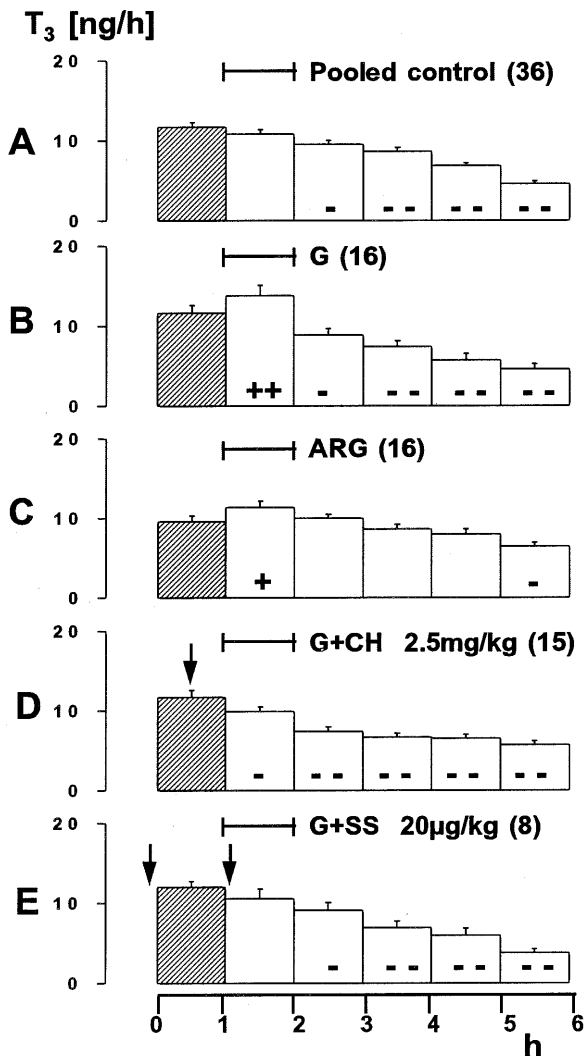 T3 [ng/h]
20
Pooled control (36)
A
10
- -- -- --
0
20
G (16)
B
10
++ - -- -- --
0
20
ARG (16)
C
10
+ -
0
20
G+CH 2.5mg/kg (15)
D
10
- -- -- -- --
0
20
G+SS 20µg/kg (8)
E
10
- -- -- --
0
0 1 2 3 4 5 6
h